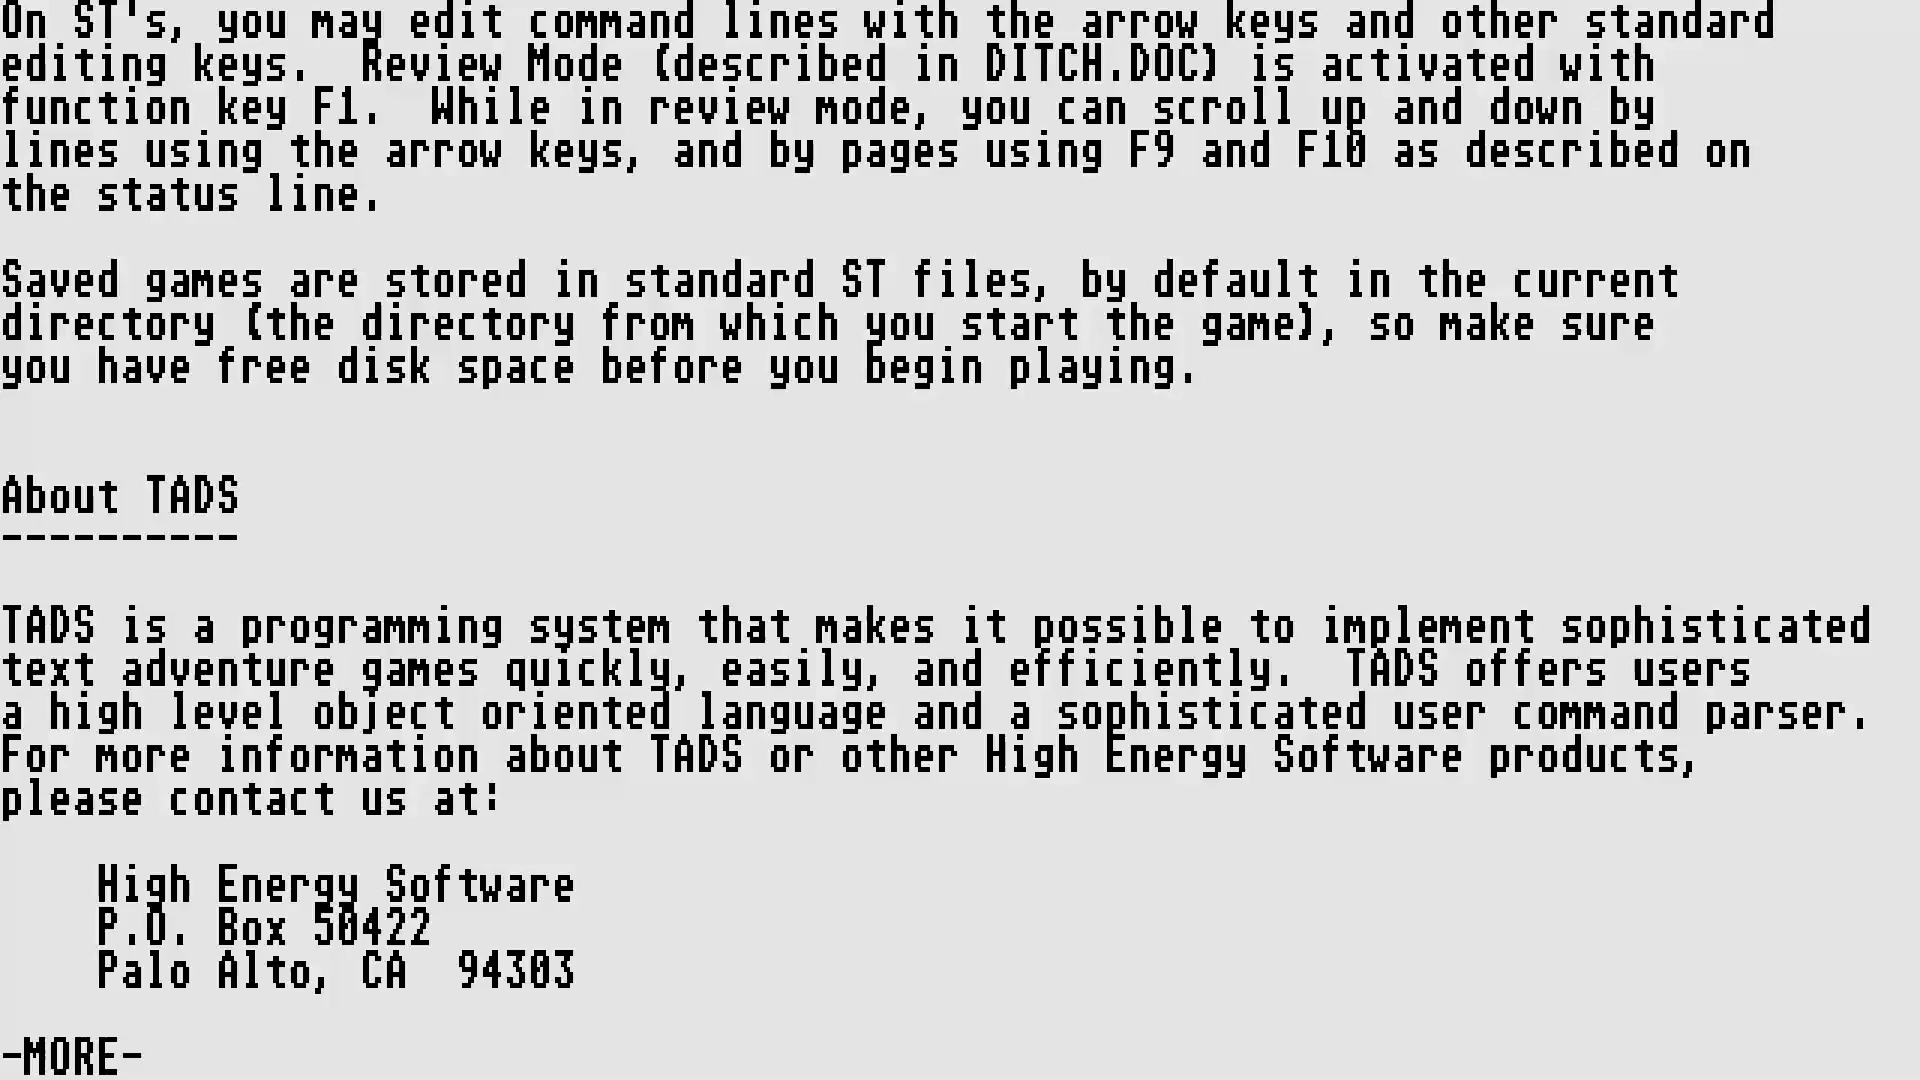 On ST's, you may edit command lines with the arrow keys and other standard
editing keys.  Review Mode (described in DITCH.DOC) is activated with
function key F1.  While in review mode, you can scroll up and down by
lines using the arrow keys, and by pages using F9 and F10 as described on
the status line.

Saved games are stored in standard ST files, by default in the current
directory (the directory from which you start the game), so make sure
you have free disk space before you begin playing.

About TADS
----------

TADS is a programming system that makes it possible to implement sophisticated
text adventure games quickly, easily, and efficiently.  TADS offers users
a high level object oriented language and a sophisticated user command parser.
For more information about TADS or other High Energy Software products,
please contact us at:

    High Energy Software
    P.O. Box 50422
    Palo Alto, CA  94303

-MORE-